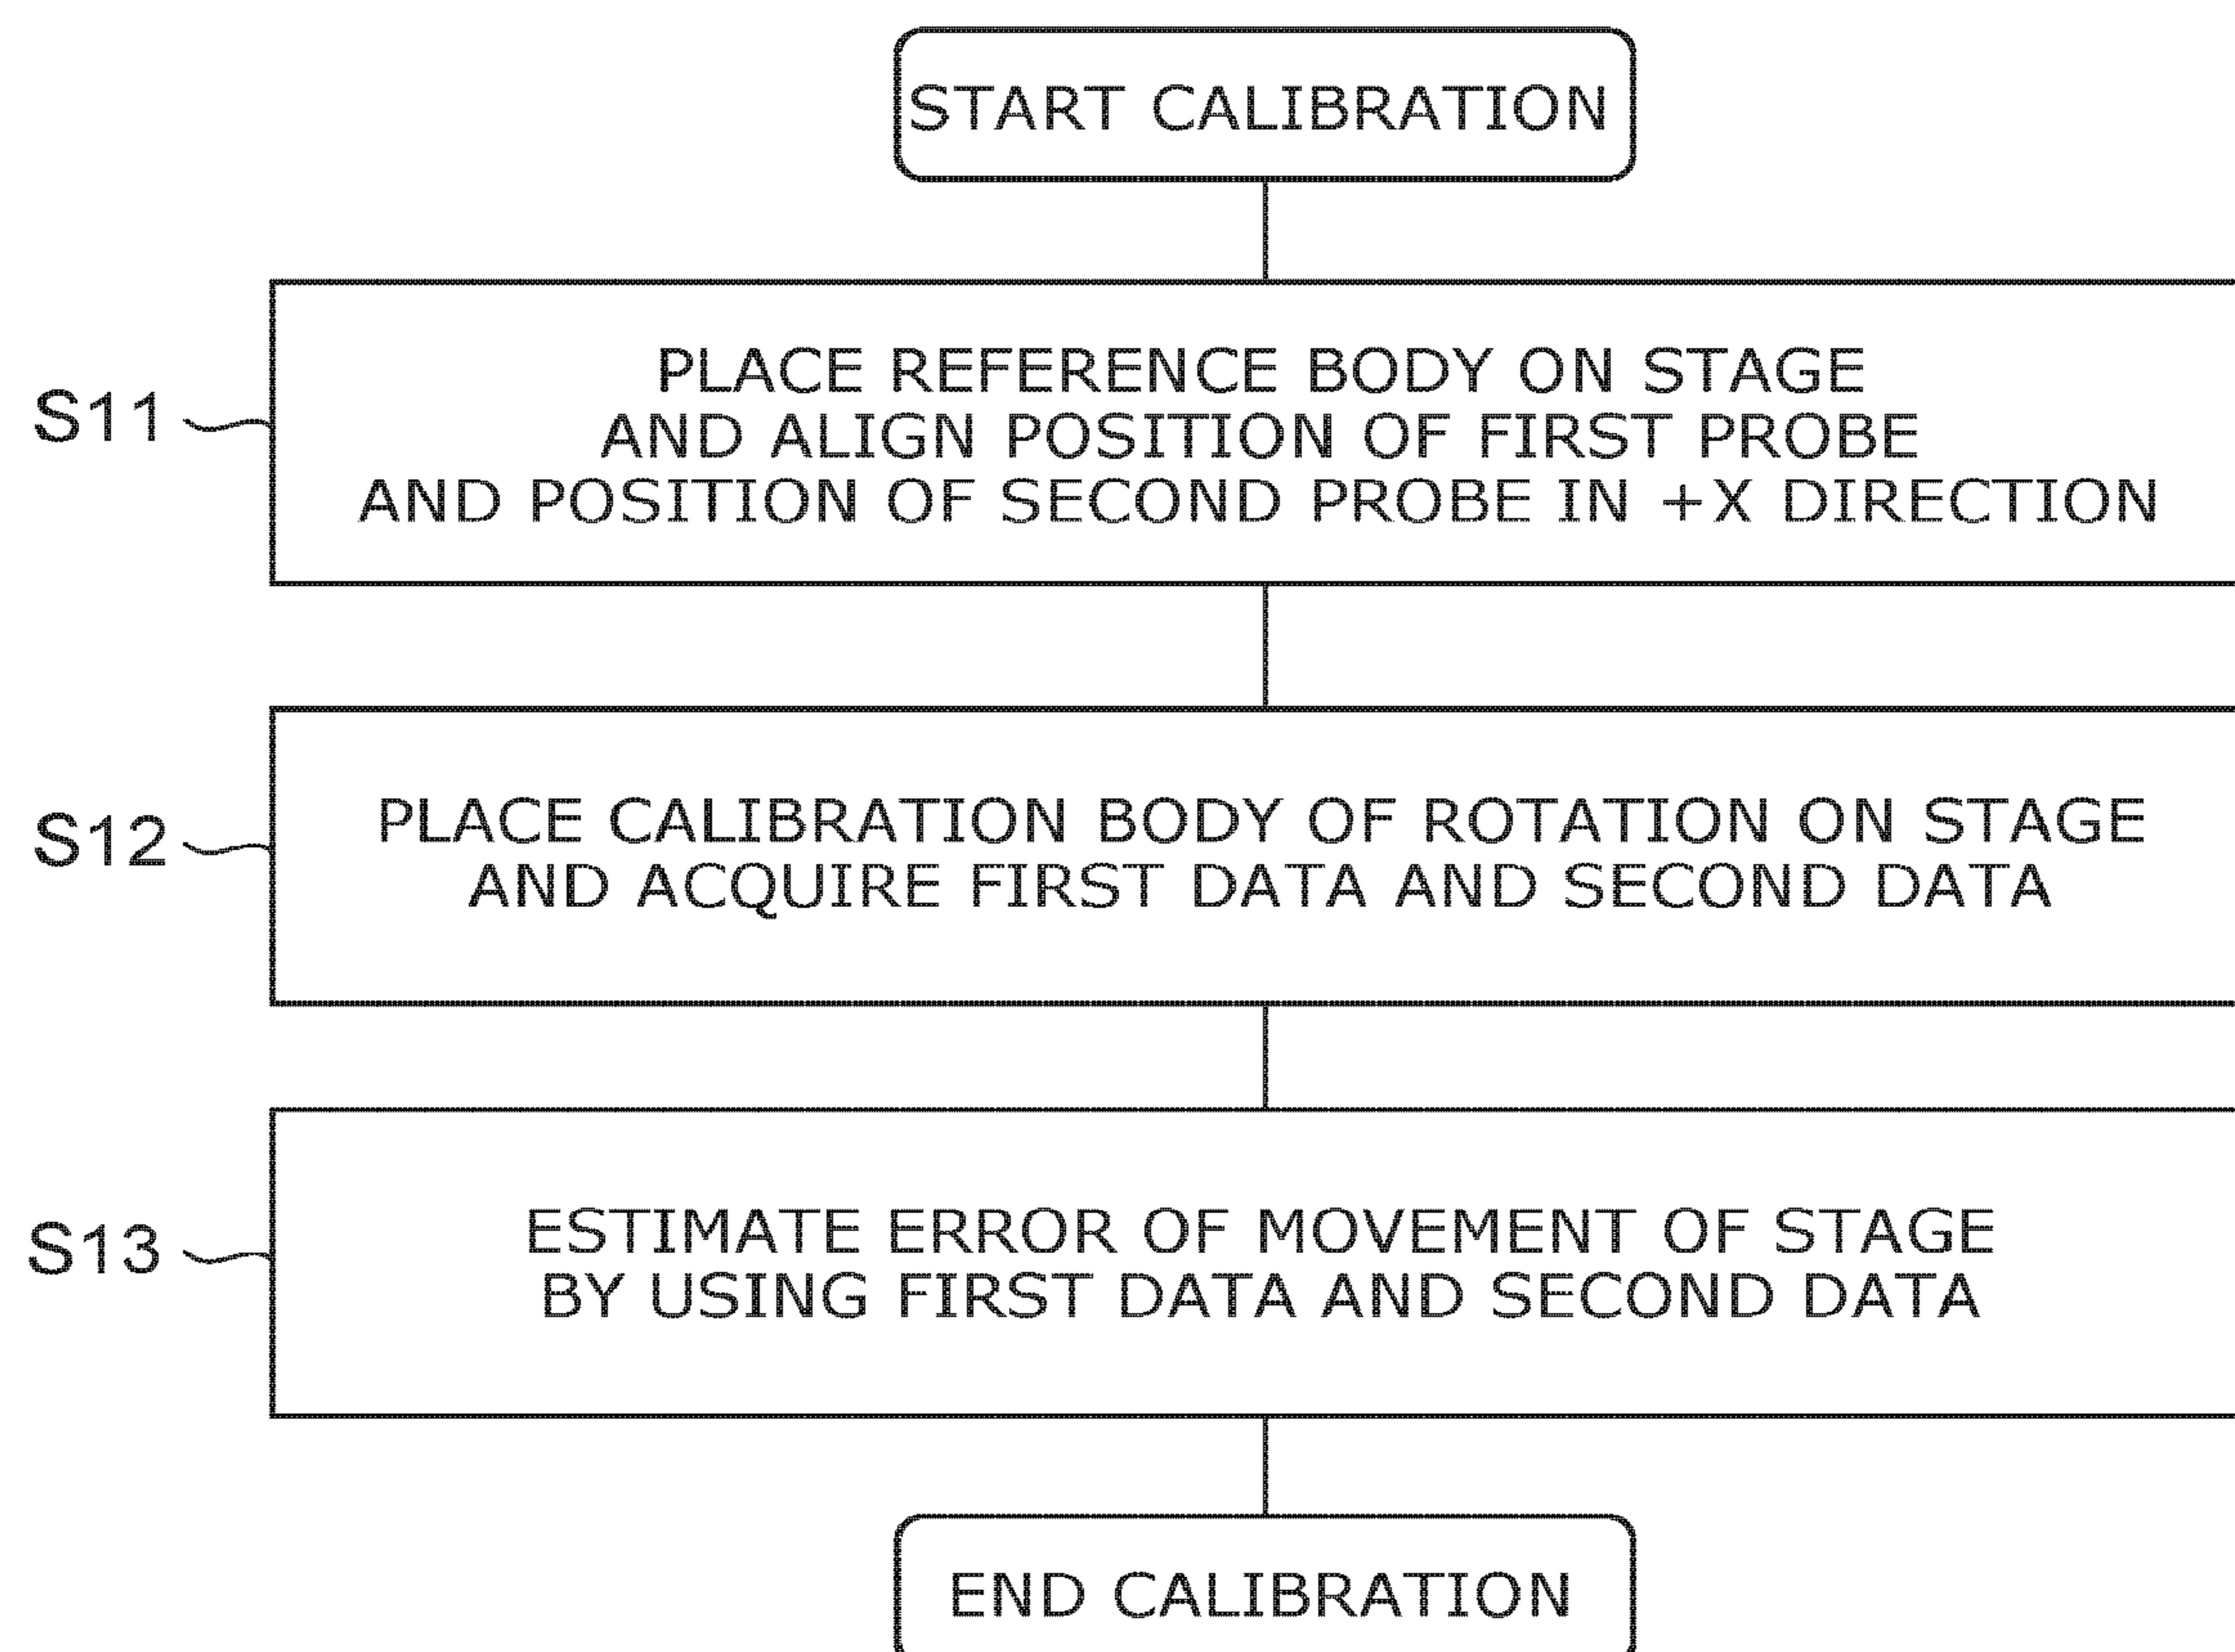 START CALIBRATION
S11
PLACE REFERENCE BODY ON STAGE
AND ALIGN POSITION OF FIRST PROBE
AND POSITION OF SECOND PROBE IN +X DIRECTION
S12
PLACE CALIBRATION BODY OF ROTATION ON STAGE
AND ACQUIRE FIRST DATA AND SECOND DATA
S13
ESTIMATE ERROR OF MOVEMENT OF STAGE
BY USING FIRST DATA AND SECOND DATA
END CALIBRATION